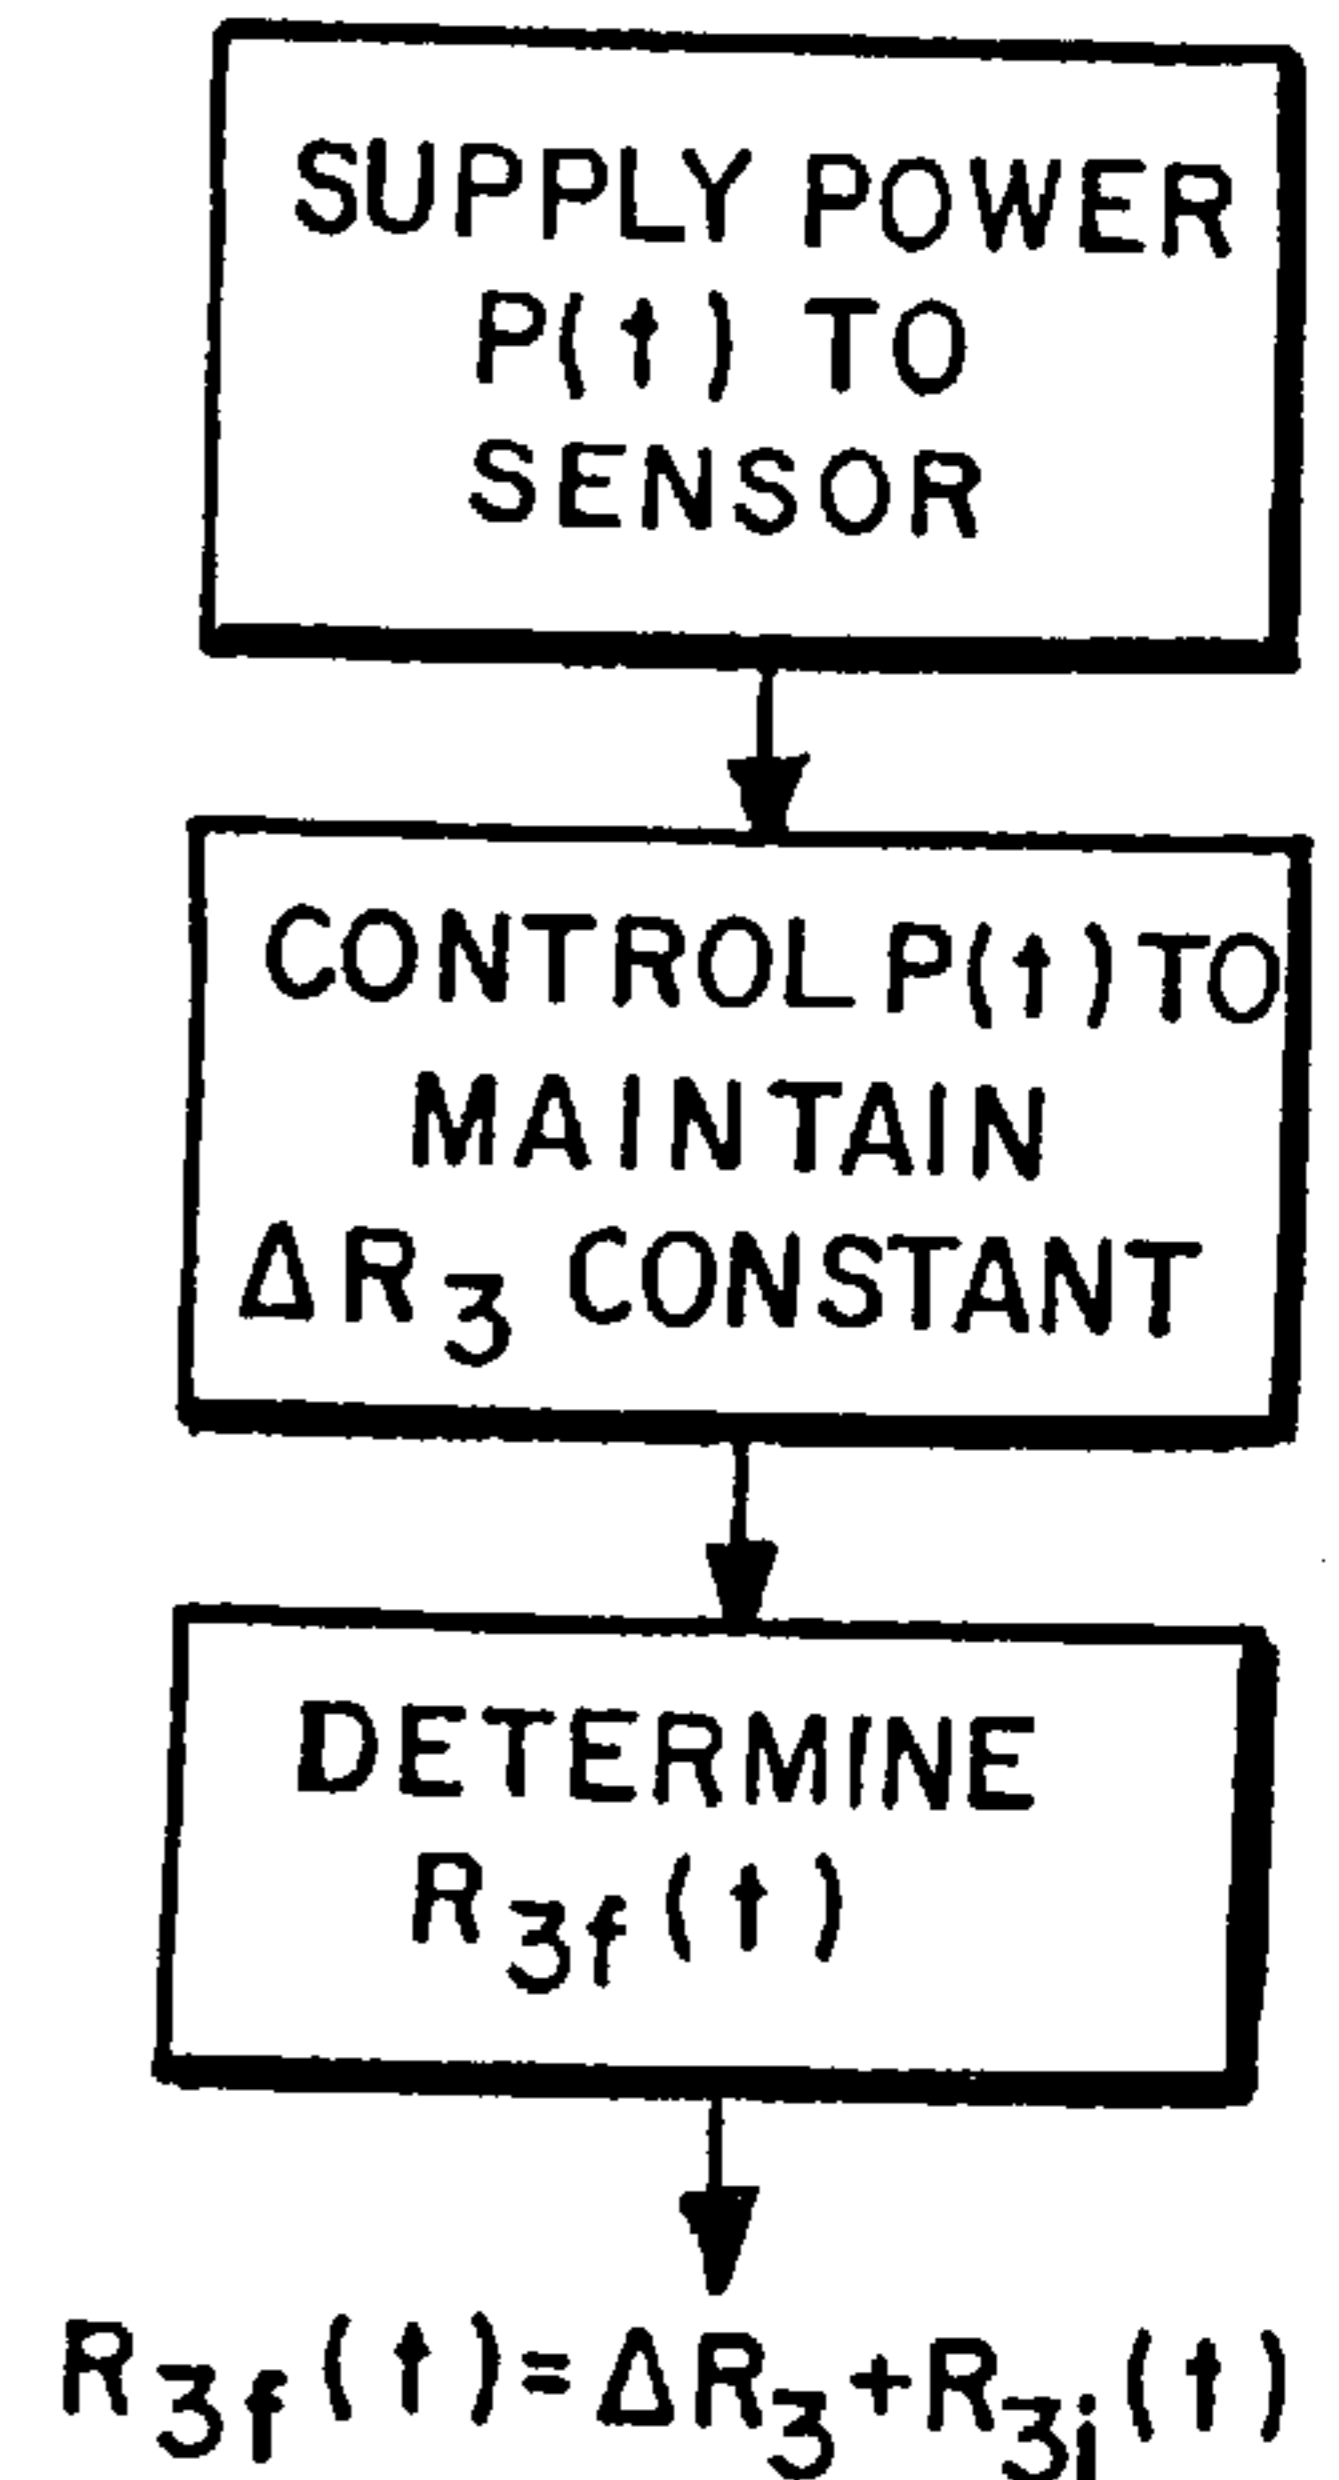 SUPPLY POWER
P(t) TO
SENSOR
CONTROL P(t) TO
MAINTAIN
ΔR₃ CONSTANT
DETERMINE
R₃f(t)
R₃f(t)=ΔR₃+R₃i(t)